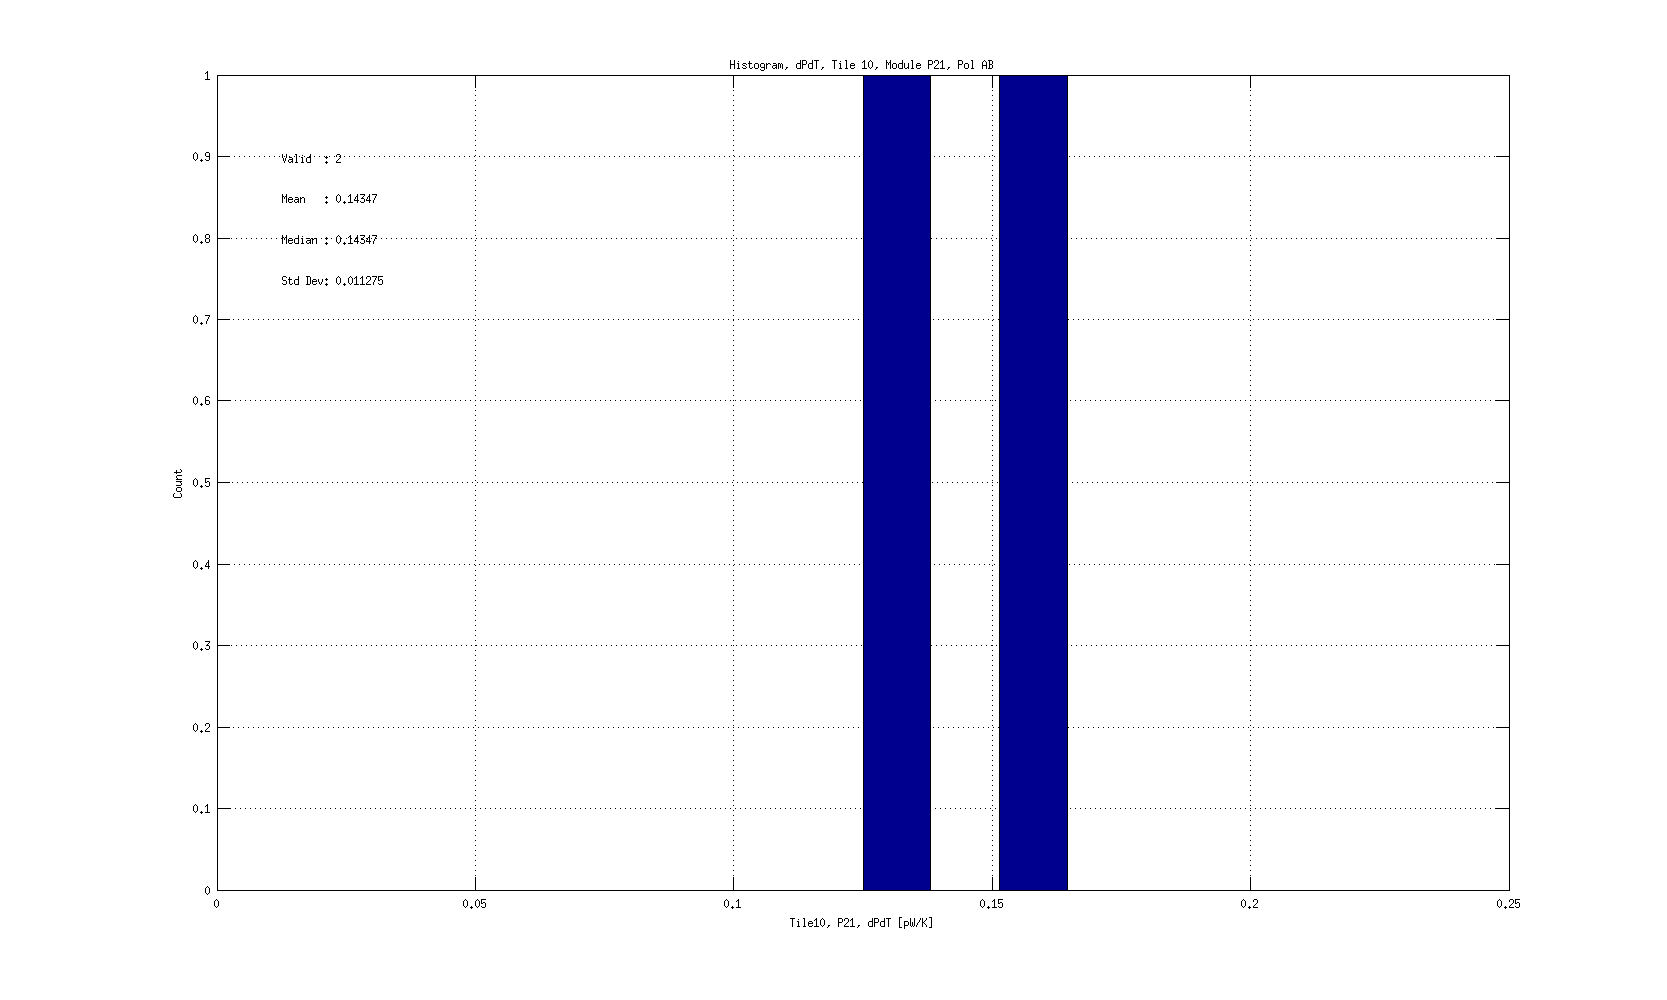 Histogram, dPdT, Tile 10, Module P21, Pol AB
1
0.9
0.8
0.7
0.6
0.5
0.4
0.3
0.2
0.1
0
Count
Valid : 2
Mean : 0.14347
Median : 0.14347
Std Dev: 0.011275
0 0.05 0.1 0.15 0.2 0.25
Tile10, P21, dPdT [pW/K]